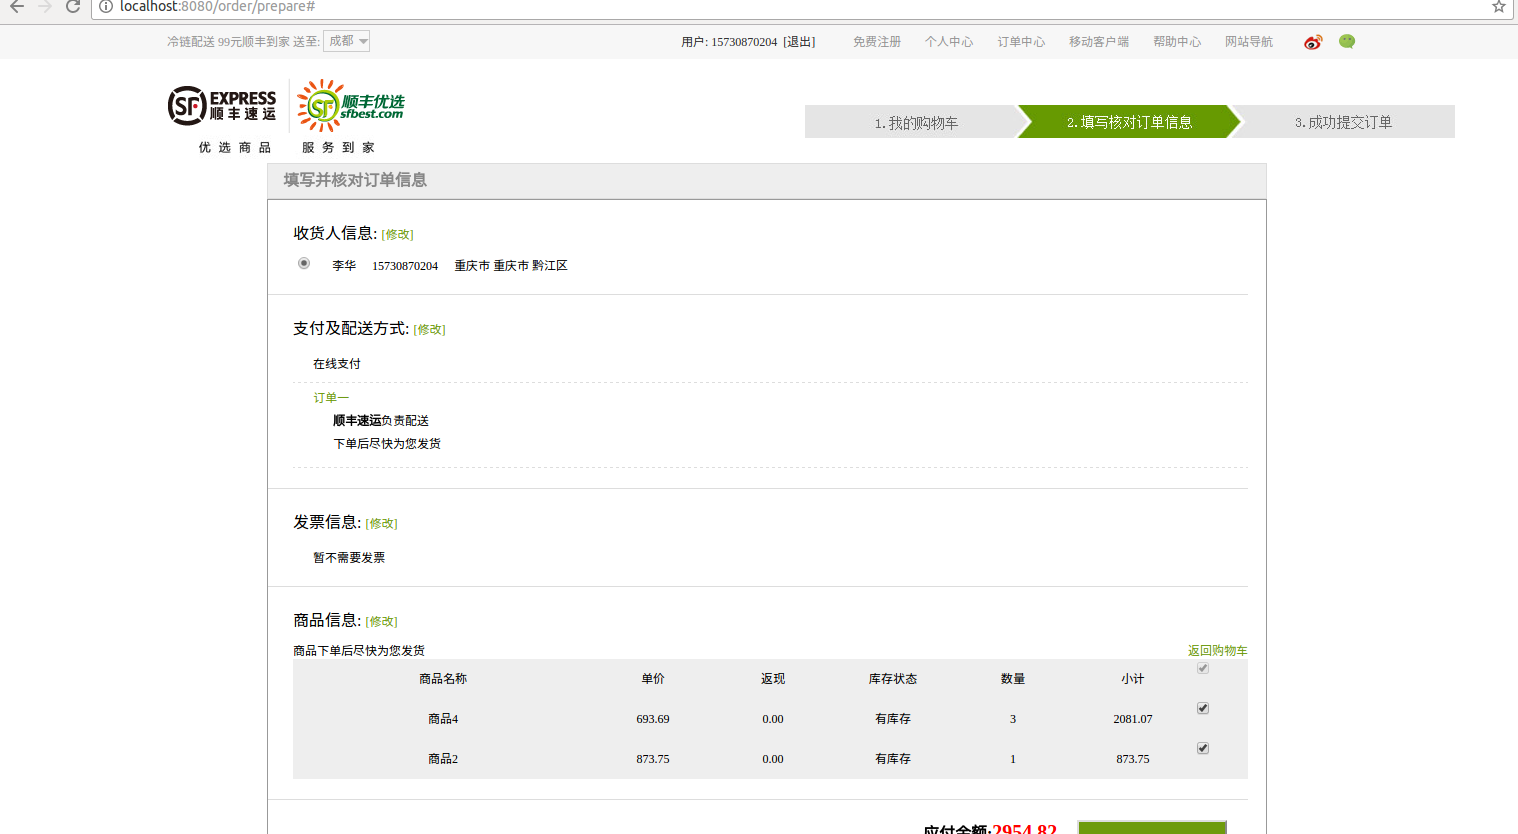 localhost:8080/order/prepare#
冷链配送 99元顺丰到家 送至: 成都 用户: 15730870204 [退出] 免费注册 个人中心 订单中心 移动客户端 帮助中心 网站导航
SF EXPRESS 顺丰速运 SF 顺丰优选 sfbest.com
优选商品 服务到家
1.我的购物车 2.填写核对订单信息 3.成功提交订单
填写并核对订单信息
收货人信息: [修改]
李华 15730870204 重庆市 重庆市 黔江区
支付及配送方式: [修改]
在线支付
订单一
顺丰速运负责配送
下单后尽快为您发货
发票信息: [修改]
暂不需要发票
商品信息: [修改]
商品下单后尽快为您发货 返回购物车
商品名称 单价 返现 库存状态 数量 小计
商品4 693.69 0.00 有库存 3 2081.07
商品2 873.75 0.00 有库存 1 873.75
应付金额:2954.82